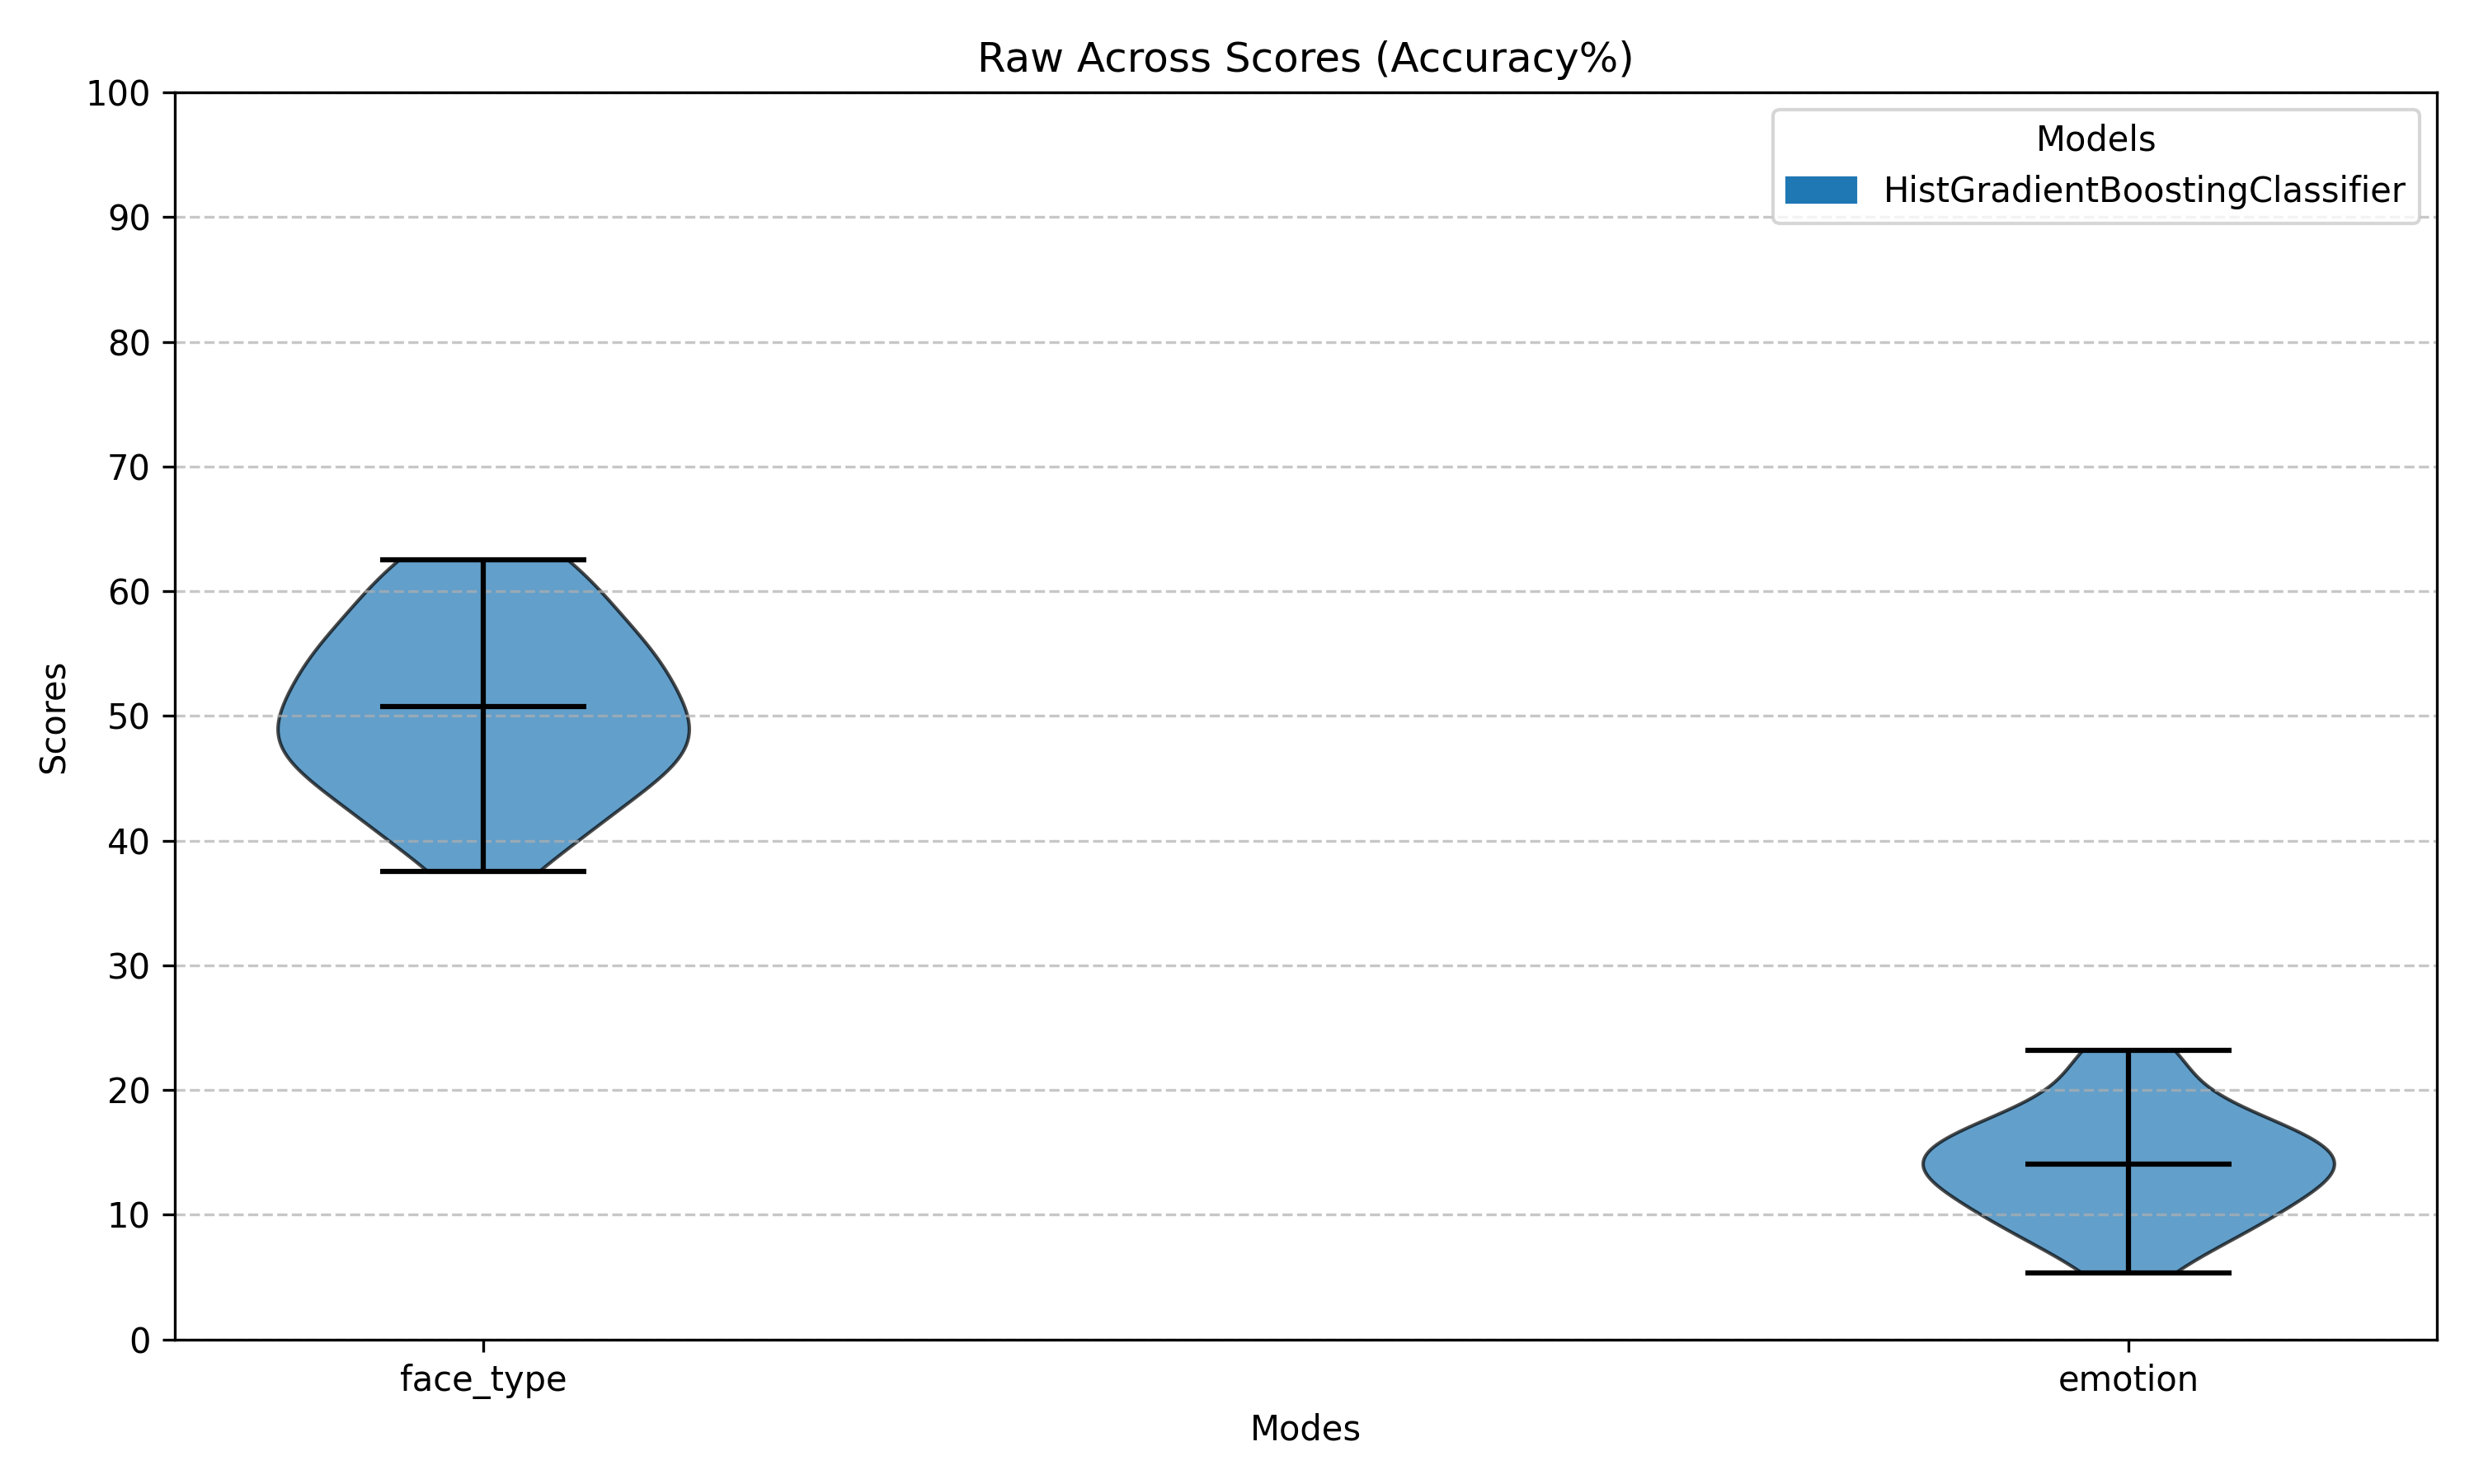 Raw Across Scores (Accuracy%)
Models
HistGradientBoostingClassifier
100
90
80
70
60
50
40
30
20
10
0
Scores
face_type
emotion
Modes